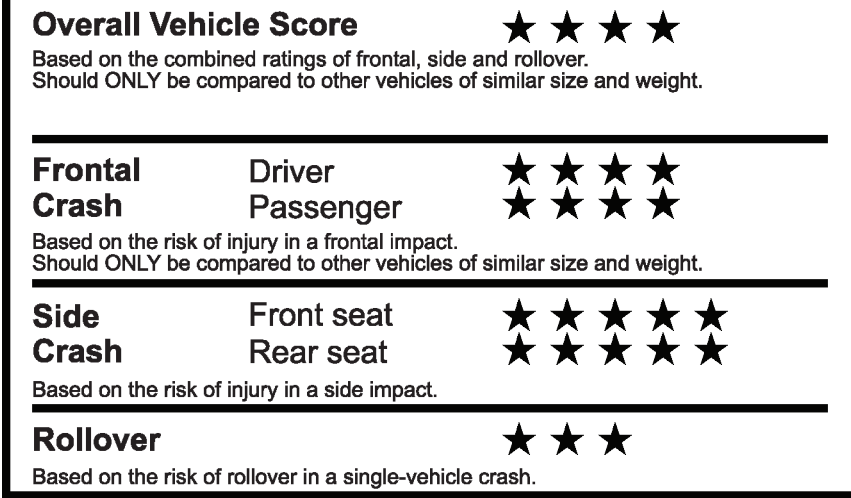 Overall Vehicle Score ★ ★ ★ ★
Based on the combined ratings of frontal, side and rollover.
Should ONLY be compared to other vehicles of similar size and weight.
Frontal Driver ★ ★ ★ ★
Crash Passenger ★ ★ ★ ★
Based on the risk of injury in a frontal impact.
Should ONLY be compared to other vehicles of similar size and weight.
Side Front seat ★ ★ ★ ★ ★
Crash Rear seat ★ ★ ★ ★ ★
Based on the risk of injury in a side impact.
Rollover ★ ★ ★
Based on the risk of rollover in a single-vehicle crash.